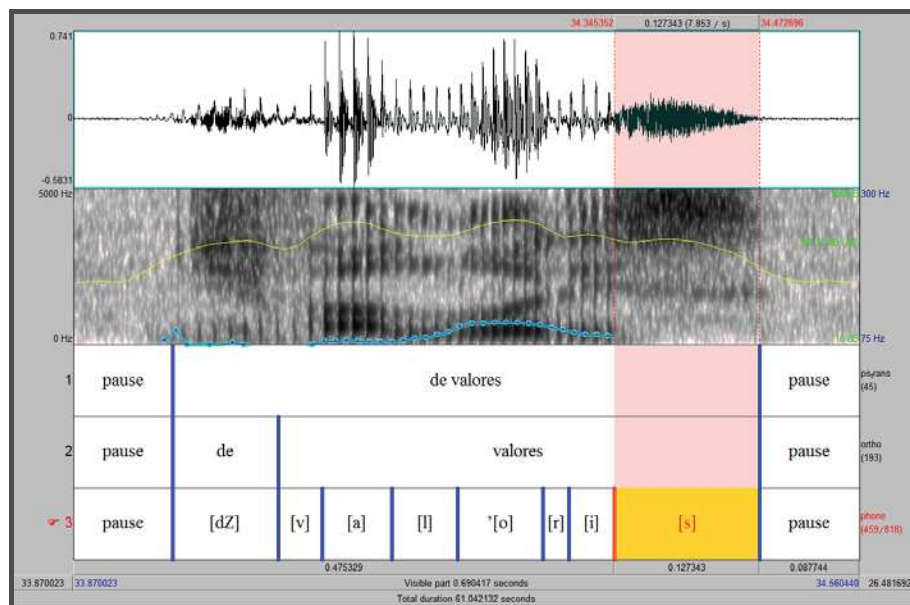 34.345352 0.127343 (7.853 / s) 34.472696
0.741
0
-0.5831
5000 Hz 300 Hz
0 Hz 75 Hz
1 pause de valores pause (45)
2 pause de valores pause ortho (193)
3 pause [dZ] [v] [a] [l] '[o] [r] [i] [s] pause phone (459/818)
0.475329 0.127343 0.087744
33.870023 33.870023 Visible part 0.690417 seconds 34.560440 26.481692
Total duration 61.042132 seconds